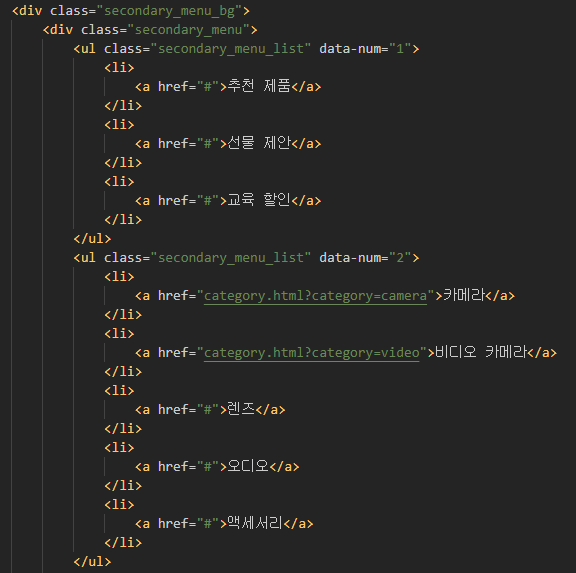 <div class="secondary_menu_bg">
<div class="secondary_menu">
<ul class="secondary_menu_list" data-num="1">
<li>
<a href="#">추천 제품</a>
</li>
<li>
<a href="#">선물 제안</a>
</li>
<li>
<a href="#">교육 할인</a>
</li>
</ul>
<ul class="secondary_menu_list" data-num="2">
<li>
<a href="category.html?category=camera">카메라</a>
</li>
<li>
<a href="category.html?category=video">비디오 카메라</a>
</li>
<li>
<a href="#">렌즈</a>
</li>
<li>
<a href="#">오디오</a>
</li>
<li>
<a href="#">액세서리</a>
</li>
</ul>